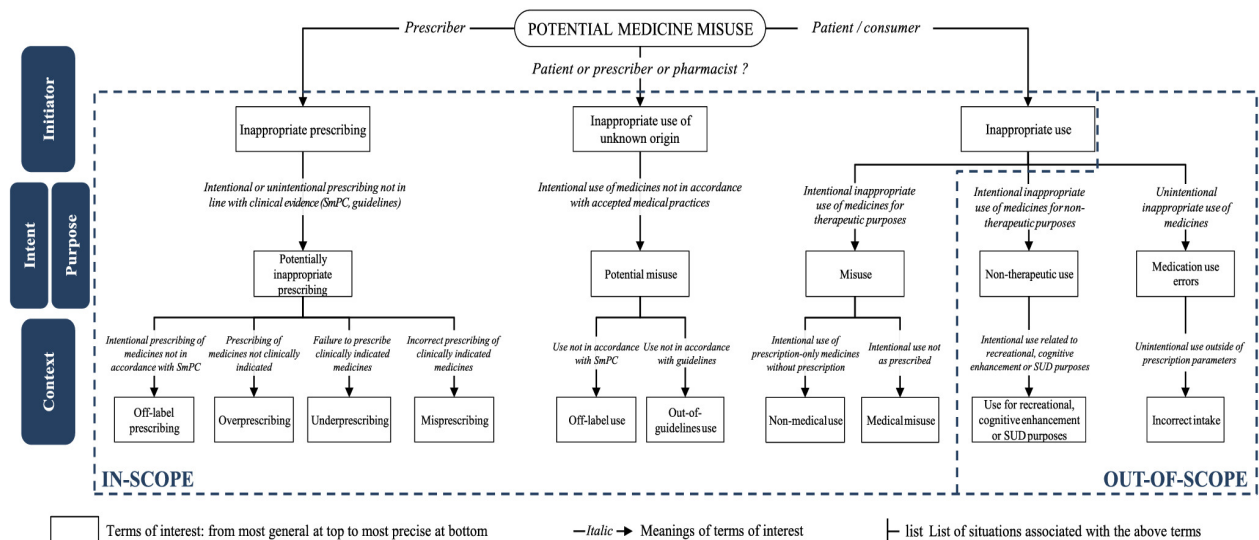 Prescriber
POTENTIAL MEDICINE MISUSE
Patient / consumer
Patient or prescriber or pharmacist ?
Initiator
Inappropriate prescribing
Inappropriate use of
unknown origin
Inappropriate use
Intent
Purpose
Intentional or unintentional prescribing not in
line with clinical evidence (SmPC, guidelines)
Intentional use of medicines not in accordance
with accepted medical practices
Intentional inappropriate
use of medicines for
therapeutic purposes
Intentional inappropriate
use of medicines for non-
therapeutic purposes
Unintentional
inappropriate use of
medicines
Potentially
inappropriate
prescribing
Potential misuse
Misuse
Non-therapeutic use
Medication use
errors
Context
Intentional prescribing of
medicines not in
accordance with SmPC
Prescribing of
medicines not clinically
indicated
Failure to prescribe
clinically indicated
medicines
Incorrect prescribing of
clinically indicated
medicines
Use not in accordance
with SmPC
Use not in accordance
with guidelines
Intentional use of
prescription-only medicines
without prescription
Intentional use not
as prescribed
Intentional use related to
recreational, cognitive
enhancement or SUD purposes
Unintentional use outside of
prescription parameters
Off-label
prescribing
Overprescribing
Underprescribing
Misprescribing
Off-label use
Out-of-
guidelines use
Non-medical use
Medical misuse
Use for recreational,
cognitive enhancement
or SUD purposes
Incorrect intake
IN-SCOPE
OUT-OF-SCOPE
Terms of interest: from most general at top to most precise at bottom
Italic
Meanings of terms of interest
list List of situations associated with the above terms